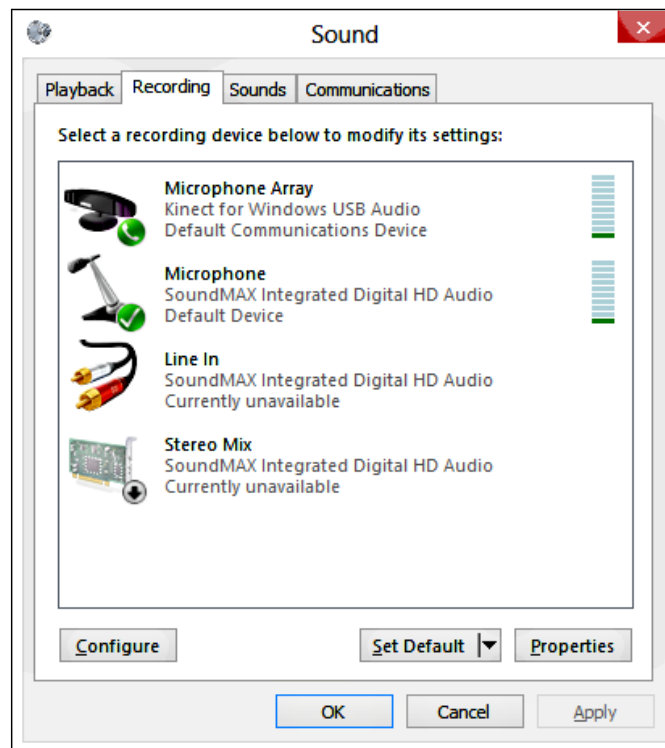 Sound
Playback Recording Sounds Communications
Select a recording device below to modify its settings:
Microphone Array
Kinect for Windows USB Audio
Default Communications Device
Microphone
SoundMAX Integrated Digital HD Audio
Default Device
Line In
SoundMAX Integrated Digital HD Audio
Currently unavailable
Stereo Mix
SoundMAX Integrated Digital HD Audio
Currently unavailable
Configure Set Default Properties
OK Cancel Apply